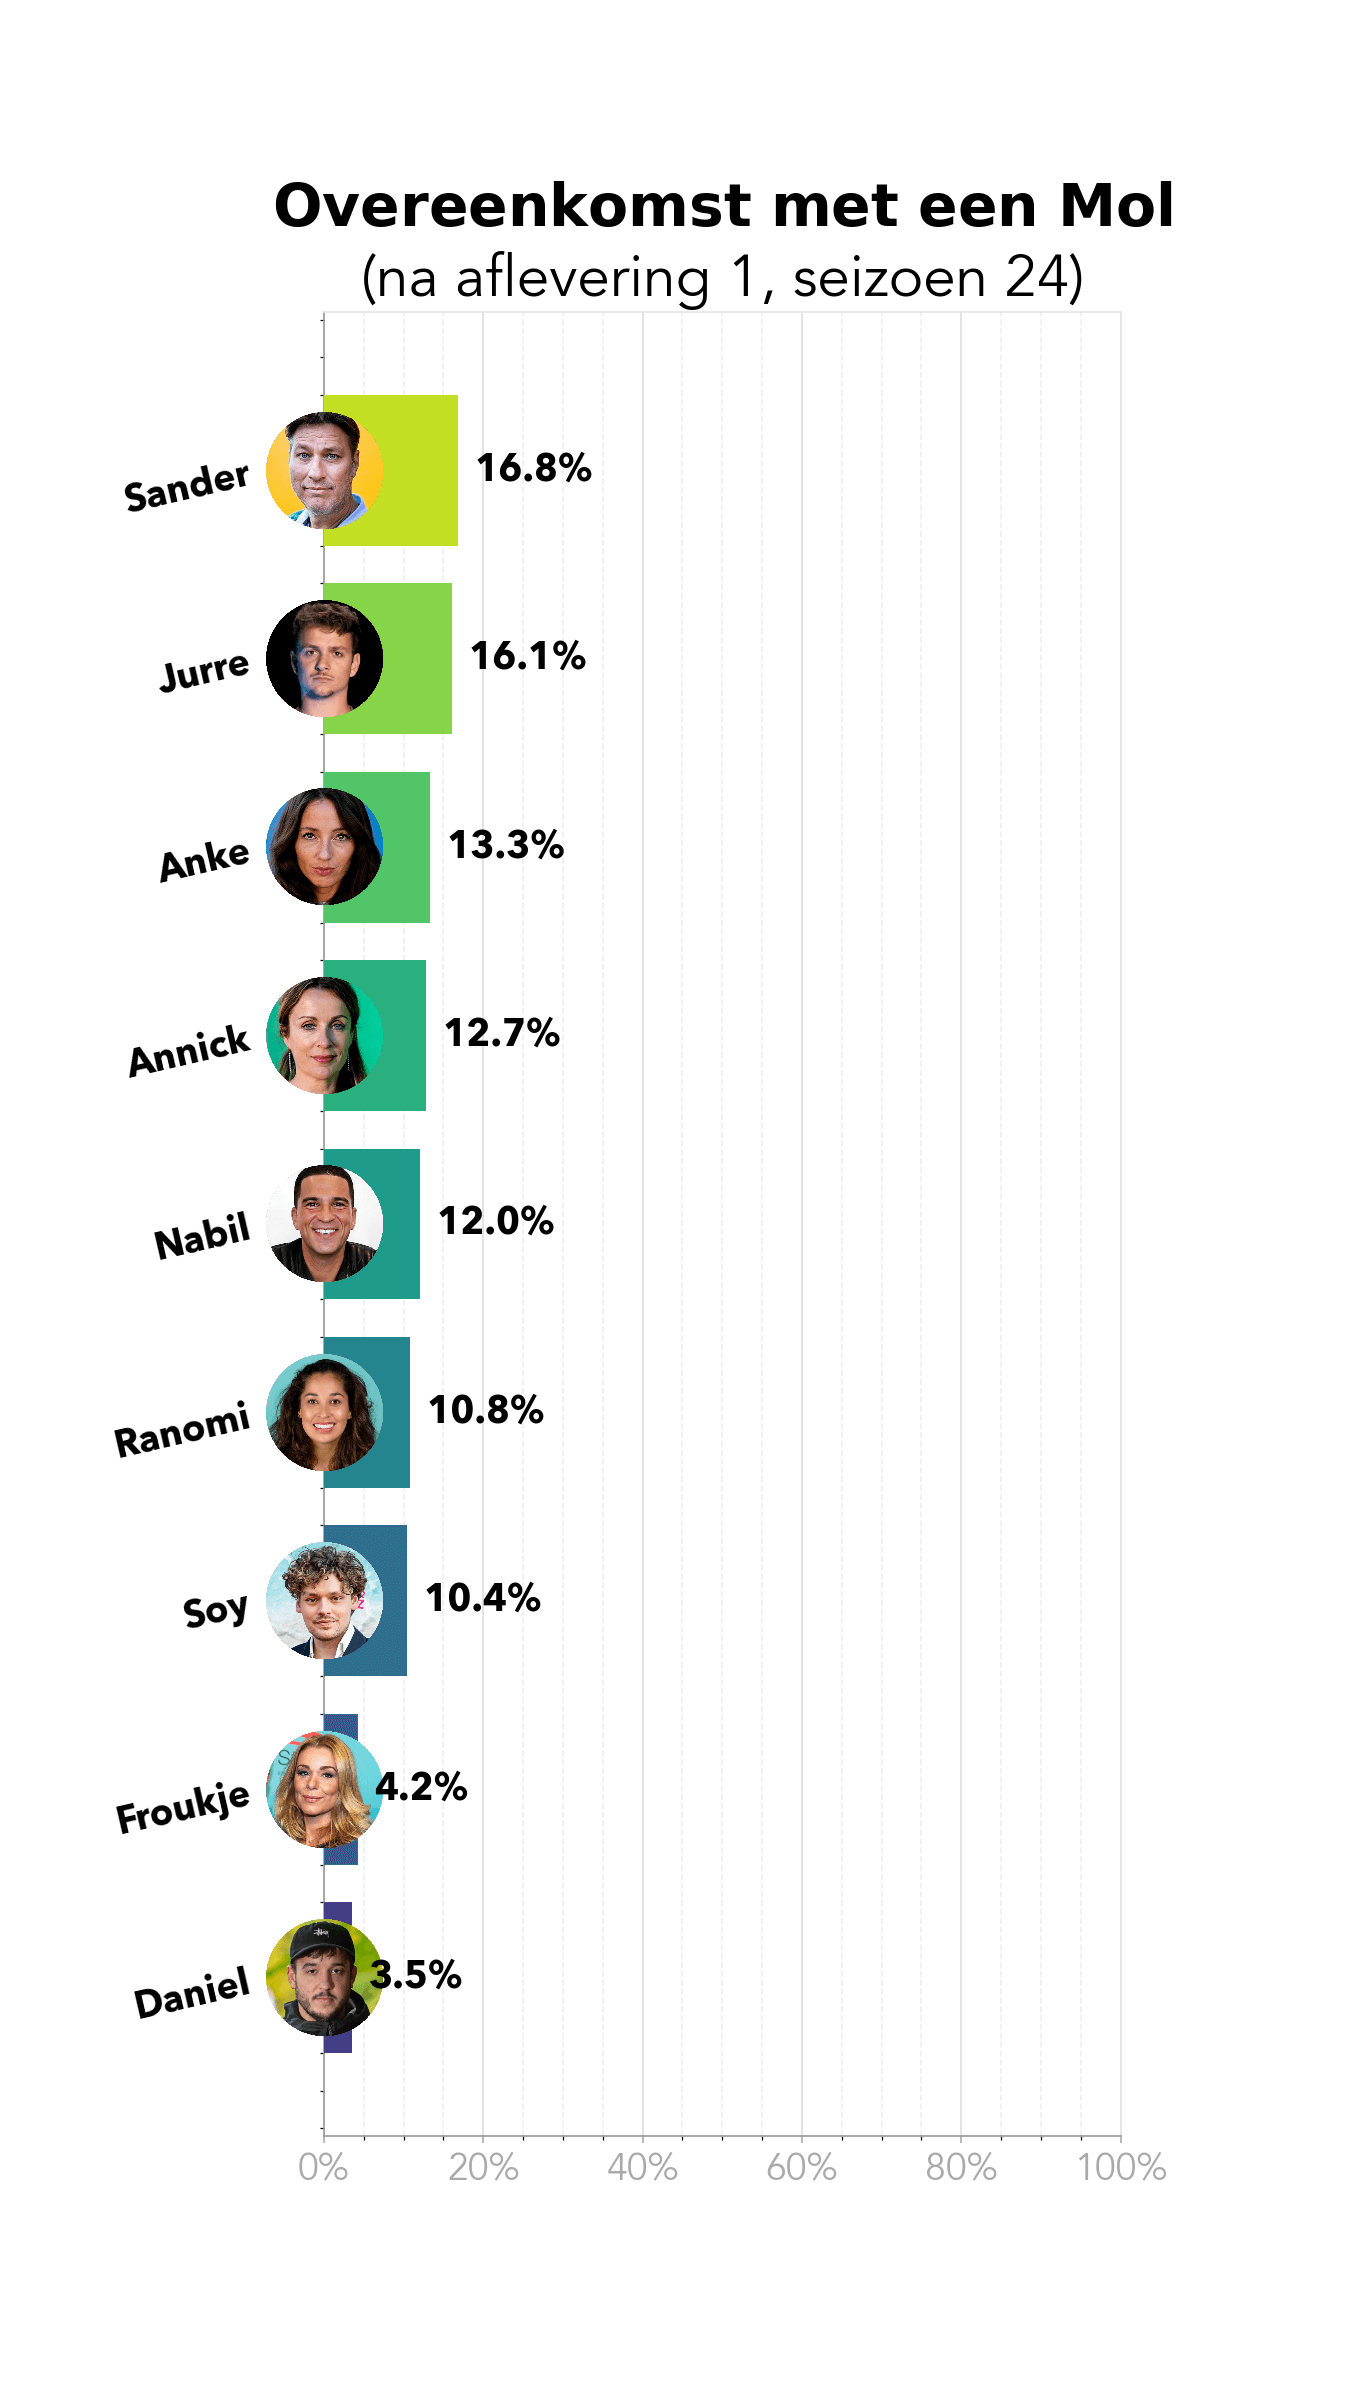 Overeenkomst met een Mol
(na aflevering 1, seizoen 24)
Sander 16.8%
Jurre 16.1%
Anke 13.3%
Annick 12.7%
Nabil 12.0%
Ranomi 10.8%
Soy 10.4%
Froukje 4.2%
Daniel 3.5%
0% 20% 40% 60% 80% 100%